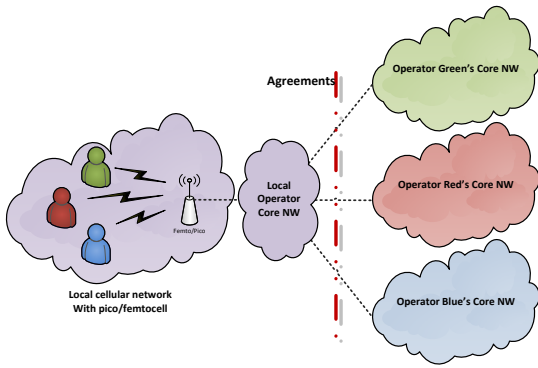 Operator Green's Core NW
Agreements
Operator Red's Core NW
Local
Operator
Core NW
Femto/Pico
Operator Blue's Core NW
Local cellular network
With pico/femtocell